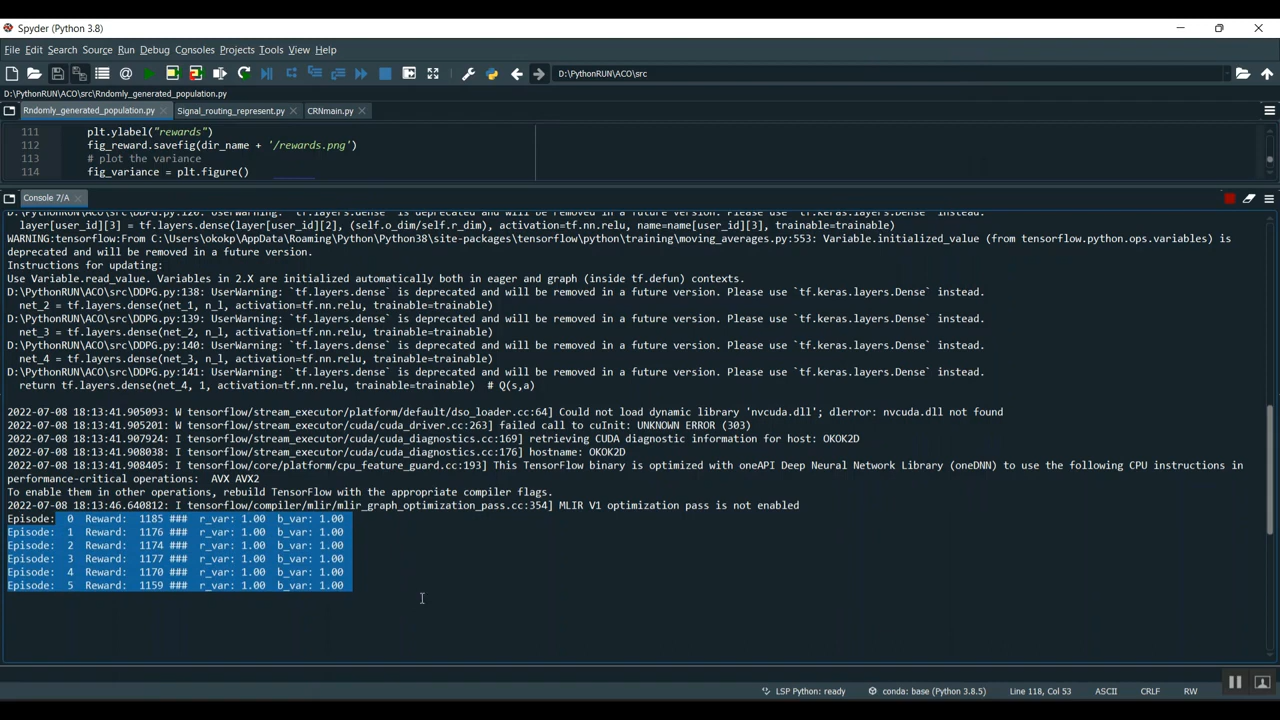 Spyder (Python 3.8)
File Edit Search Source Run Debug Consoles Projects Tools View Help
D:\PythonRUN\ACO\src
D:\PythonRUN\ACO\src\Rndomly_generated_population.py
Rndomly_generated_population.py Signal_routing_represent.py CRNmain.py
111 plt.ylabel("rewards")
112 fig_reward.savefig(dir_name + '/rewards.png')
113 # plot the variance
114 fig_variance = plt.figure()
Console 7/A
D:\PythonRUN\ACO\src\DDPG.py:126: UserWarning: `tf.layers.dense` is deprecated and will be removed in a future version. Please use `tf.keras.layers.Dense` instead.
layer[user_id][3] = tf.layers.dense(layer[user_id][2], (self.o_dim/self.r_dim), activation=tf.nn.relu, name=name[user_id][3], trainable=trainable)
WARNING:tensorflow:From C:\Users\okokp\AppData\Roaming\Python\Python38\site-packages\tensorflow\python\training\moving_averages.py:553: Variable.initialized_value (from tensorflow.python.ops.variables) is
deprecated and will be removed in a future version.
Instructions for updating:
Use Variable.read_value. Variables in 2.X are initialized automatically both in eager and graph (inside tf.defun) contexts.
D:\PythonRUN\ACO\src\DDPG.py:138: UserWarning: `tf.layers.dense` is deprecated and will be removed in a future version. Please use `tf.keras.layers.Dense` instead.
net_2 = tf.layers.dense(net_1, n_l, activation=tf.nn.relu, trainable=trainable)
D:\PythonRUN\ACO\src\DDPG.py:139: UserWarning: `tf.layers.dense` is deprecated and will be removed in a future version. Please use `tf.keras.layers.Dense` instead.
net_3 = tf.layers.dense(net_2, n_l, activation=tf.nn.relu, trainable=trainable)
D:\PythonRUN\ACO\src\DDPG.py:140: UserWarning: `tf.layers.dense` is deprecated and will be removed in a future version. Please use `tf.keras.layers.Dense` instead.
net_4 = tf.layers.dense(net_3, n_l, activation=tf.nn.relu, trainable=trainable)
D:\PythonRUN\ACO\src\DDPG.py:141: UserWarning: `tf.layers.dense` is deprecated and will be removed in a future version. Please use `tf.keras.layers.Dense` instead.
return tf.layers.dense(net_4, 1, activation=tf.nn.relu, trainable=trainable) # Q(s,a)
2022-07-08 18:13:41.905093: W tensorflow/stream_executor/platform/default/dso_loader.cc:64] Could not load dynamic library 'nvcuda.dll'; dlerror: nvcuda.dll not found
2022-07-08 18:13:41.905201: W tensorflow/stream_executor/cuda/cuda_driver.cc:263] failed call to cuInit: UNKNOWN ERROR (303)
2022-07-08 18:13:41.907924: I tensorflow/stream_executor/cuda/cuda_diagnostics.cc:169] retrieving CUDA diagnostic information for host: OKOK2D
2022-07-08 18:13:41.908038: I tensorflow/stream_executor/cuda/cuda_diagnostics.cc:176] hostname: OKOK2D
2022-07-08 18:13:41.908405: I tensorflow/core/platform/cpu_feature_guard.cc:193] This TensorFlow binary is optimized with oneAPI Deep Neural Network Library (oneDNN) to use the following CPU instructions in
performance-critical operations: AVX AVX2
To enable them in other operations, rebuild TensorFlow with the appropriate compiler flags.
2022-07-08 18:13:46.640812: I tensorflow/compiler/mlir/mlir_graph_optimization_pass.cc:354] MLIR V1 optimization pass is not enabled
Episode: 0 Reward: 1185 ### r_var: 1.00 b_var: 1.00
Episode: 1 Reward: 1176 ### r_var: 1.00 b_var: 1.00
Episode: 2 Reward: 1174 ### r_var: 1.00 b_var: 1.00
Episode: 3 Reward: 1177 ### r_var: 1.00 b_var: 1.00
Episode: 4 Reward: 1170 ### r_var: 1.00 b_var: 1.00
Episode: 5 Reward: 1159 ### r_var: 1.00 b_var: 1.00
LSP Python: ready conda: base (Python 3.8.5) Line 118, Col 53 ASCII CRLF RW